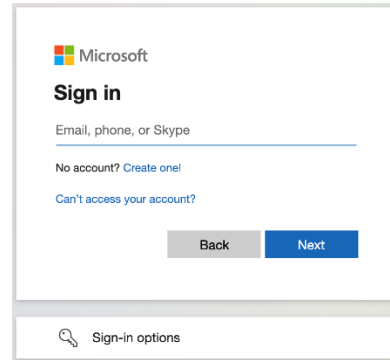 Microsoft
Sign in
Email, phone, or Skype
No account? Create one!
Can't access your account?
Back Next
Sign-in options